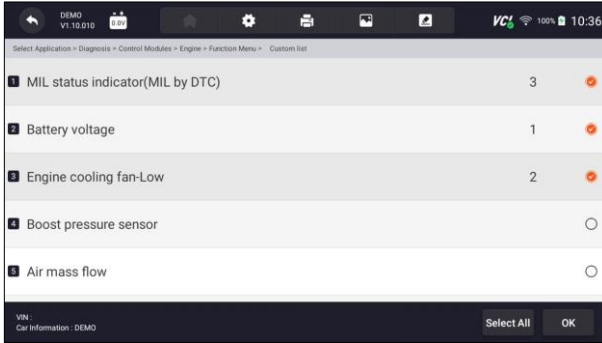 DEMO
V1.10.010
0.0V
VCI
100%
10:36
Select Application > Diagnosis > Control Modules > Engine > Function Menu > Custom list
1 MIL status indicator(MIL by DTC) 3
2 Battery voltage 1
3 Engine cooling fan-Low 2
4 Boost pressure sensor
5 Air mass flow
VIN :
Car Information : DEMO
Select All
OK